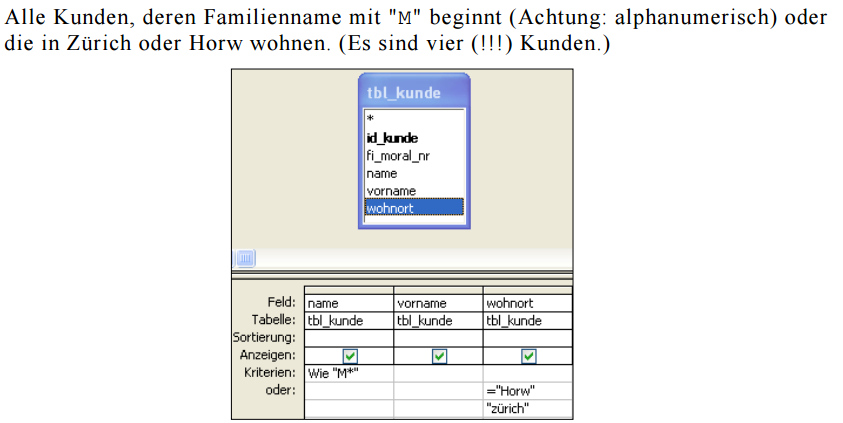 Alle Kunden, deren Familienname mit "M" beginnt (Achtung: alphanumerisch) oder
die in Zürich oder Horw wohnen. (Es sind vier (!!!) Kunden.)
tbl_kunde
*
id_kunde
fi_moral_nr
name
vorname
wohnort
Feld: name vorname wohnort
Tabelle: tbl_kunde tbl_kunde tbl_kunde
Sortierung:
Anzeigen:
Kriterien: Wie "M*"
oder: ="Horw"
"zürich"